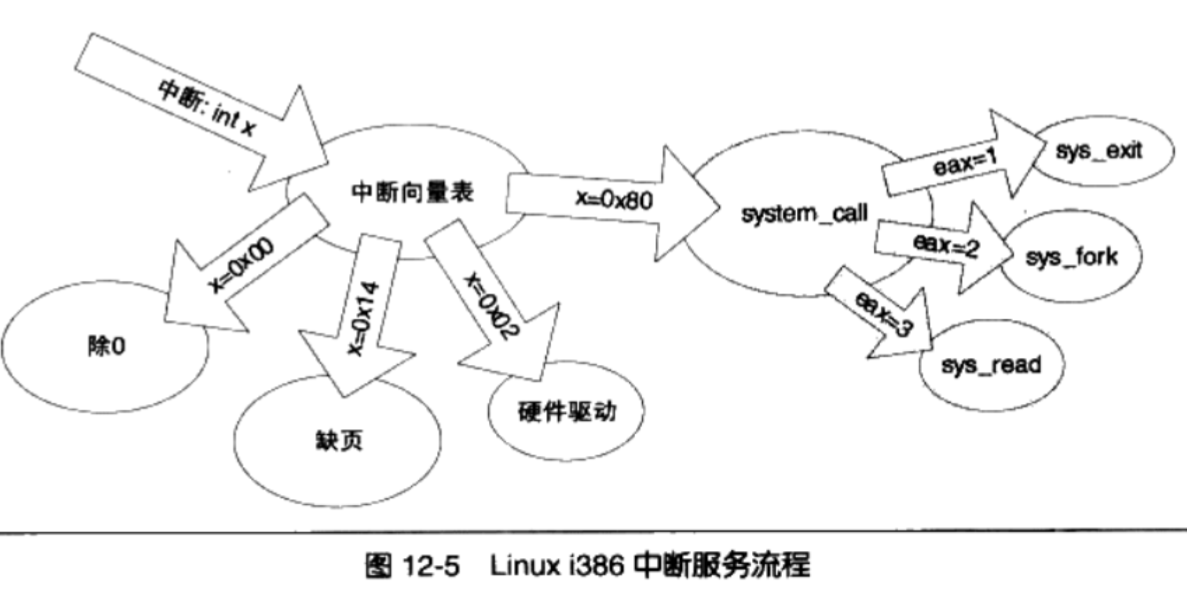 中断: int x
中断向量表
x=0x80
system_call
eax=1
sys_exit
eax=2
sys_fork
eax=3
sys_read
x=0x00
除0
x=0x14
缺页
x=0x02
硬件驱动
图 12-5 Linux i386 中断服务流程